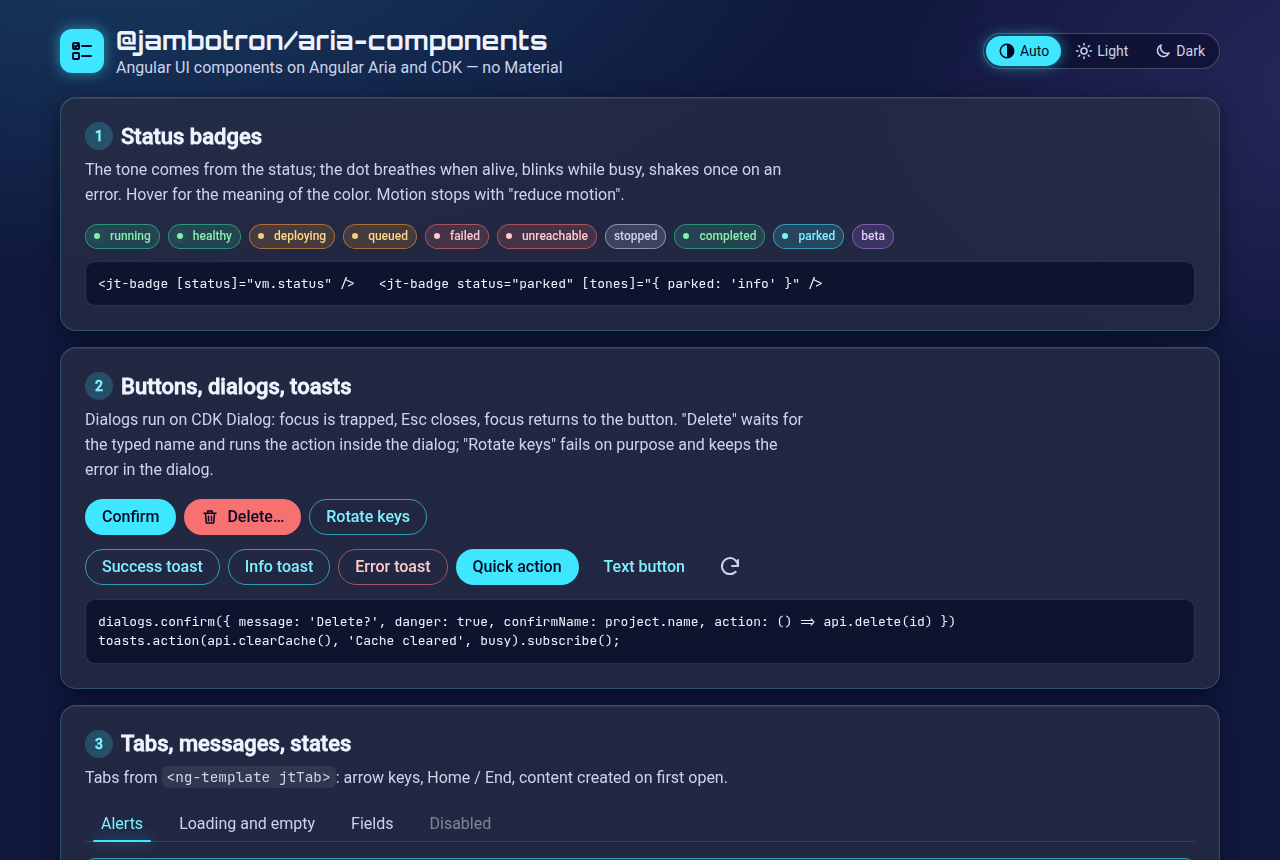 @jambotron/aria-components
Angular UI components on Angular Aria and CDK — no Material
Auto Light Dark
1 Status badges
The tone comes from the status; the dot breathes when alive, blinks while busy, shakes once on an
error. Hover for the meaning of the color. Motion stops with "reduce motion".
running healthy deploying queued failed unreachable stopped completed parked beta
<jt-badge [status]="vm.status" />   <jt-badge status="parked" [tones]="{ parked: 'info' }" />
2 Buttons, dialogs, toasts
Dialogs run on CDK Dialog: focus is trapped, Esc closes, focus returns to the button. "Delete" waits for
the typed name and runs the action inside the dialog; "Rotate keys" fails on purpose and keeps the
error in the dialog.
Confirm Delete… Rotate keys
Success toast Info toast Error toast Quick action Text button
dialogs.confirm({ message: 'Delete?', danger: true, confirmName: project.name, action: () => api.delete(id) })
toasts.action(api.clearCache(), 'Cache cleared', busy).subscribe();
3 Tabs, messages, states
Tabs from <ng-template jtTab>: arrow keys, Home / End, content created on first open.
Alerts Loading and empty Fields Disabled